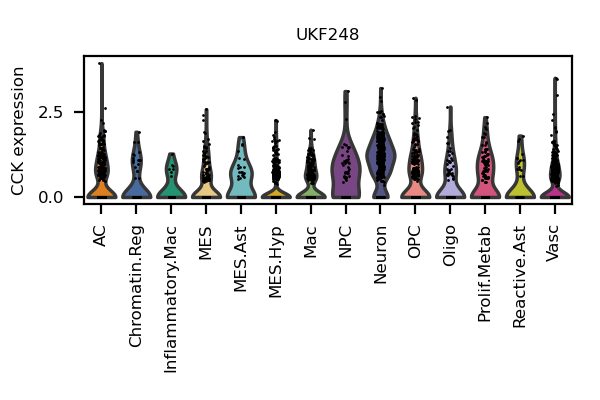 UKF248
CCK expression
2.5
0.0
AC
Chromatin.Reg
Inflammatory.Mac
MES
MES.Ast
MES.Hyp
Mac
NPC
Neuron
OPC
Oligo
Prolif.Metab
Reactive.Ast
Vasc